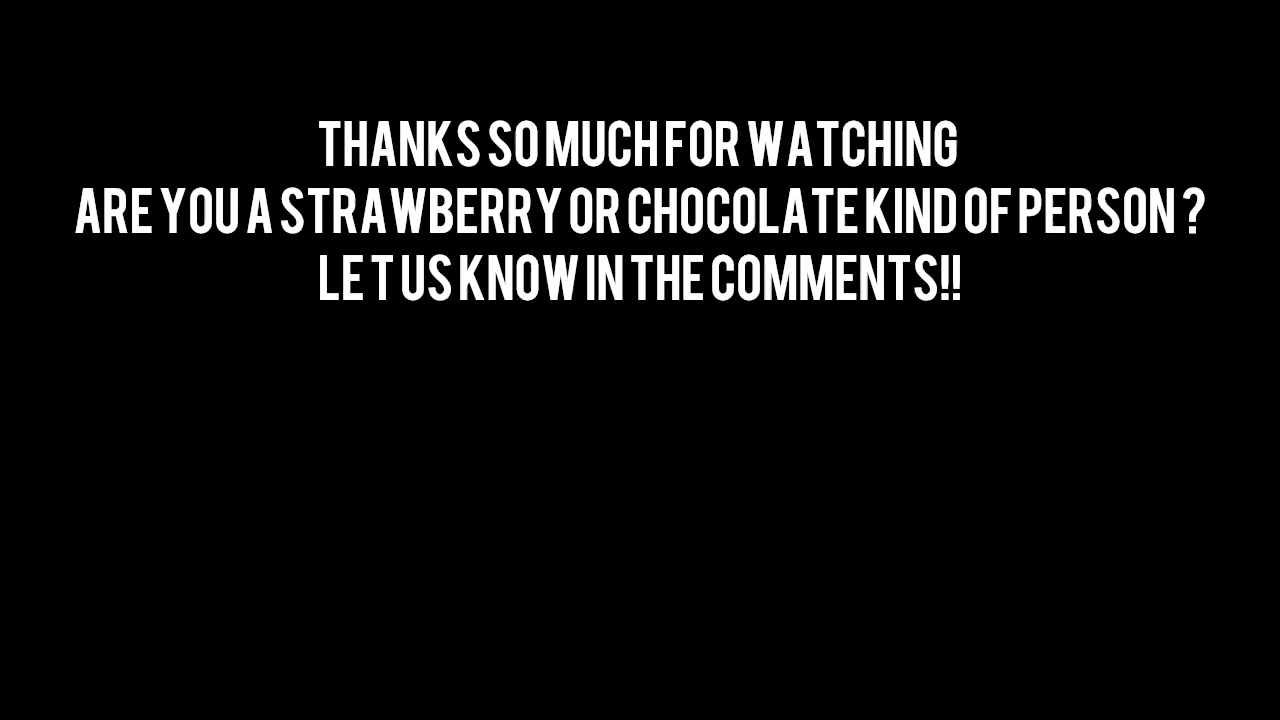 THANKS SO MUCH FOR WATCHING
ARE YOU A STRAWBERRY OR CHOCOLATE KIND OF PERSON ?
LET US KNOW IN THE COMMENTS!!